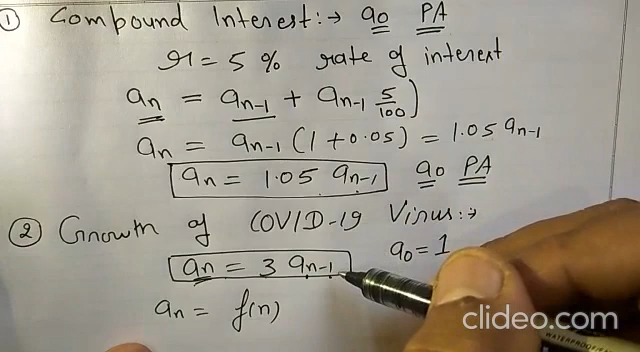 ① Compound Interest:→ a₀ PA
r = 5 % rate of interest
aₙ = aₙ₋₁ + aₙ₋₁ 5/100)
aₙ = aₙ₋₁ (1 + 0.05) = 1.05 aₙ₋₁
aₙ = 1.05 aₙ₋₁ a₀ PA
② Growth of COVID-19 Virus:→
aₙ = 3 aₙ₋₁ a₀ = 1
aₙ = f(n)
clideo.com